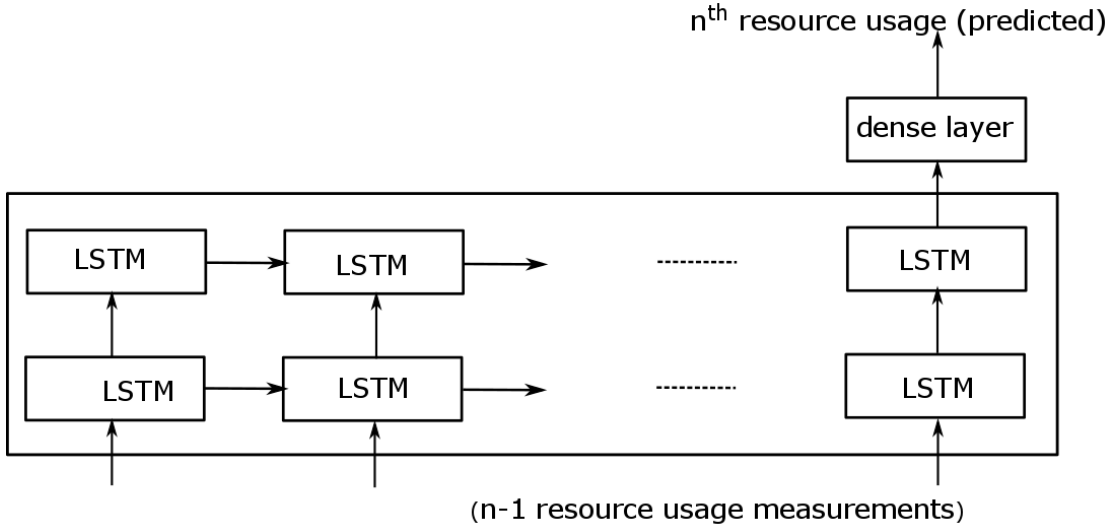 nth resource usage (predicted)
dense layer
LSTM
LSTM
LSTM
LSTM
LSTM
LSTM
(n-1 resource usage measurements)